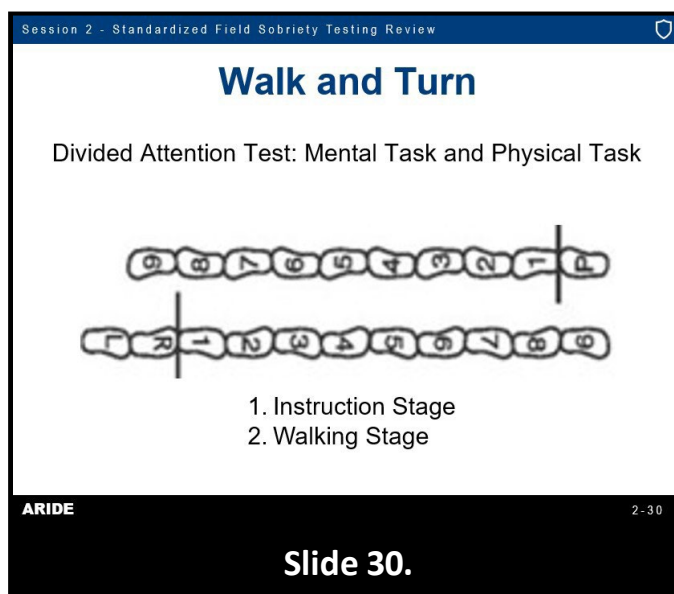 Session 2 - Standardized Field Sobriety Testing Review
Walk and Turn
Divided Attention Test: Mental Task and Physical Task
9 8 7 6 5 4 3 2 1 P
L R 1 2 3 4 5 6 7 8 9
1. Instruction Stage
2. Walking Stage
ARIDE
2-30
Slide 30.